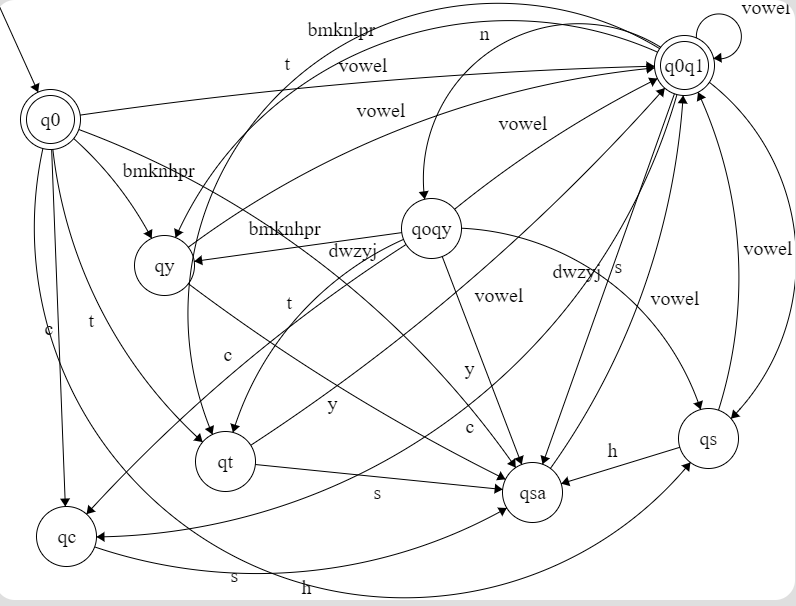 vowel
bmknlpr
n
t
vowel
q0q1
vowel
q0
vowel
bmknhpr
bmknhpr
qoqy
dwzyj
vowel
qy
dwzyj
s
vowel
t
vowel
t
c
c
y
y
c
qs
h
qt
s
qsa
qc
s
h